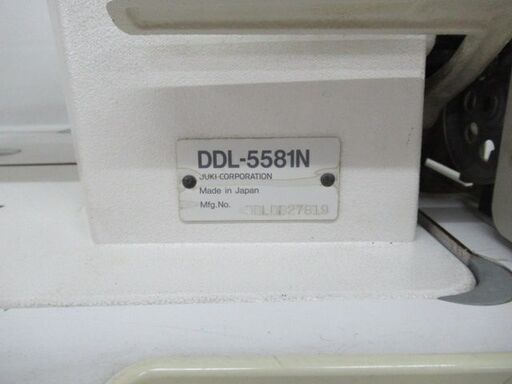 DDL-5581N
JUKI CORPORATION
Made in Japan
Mfg.No.